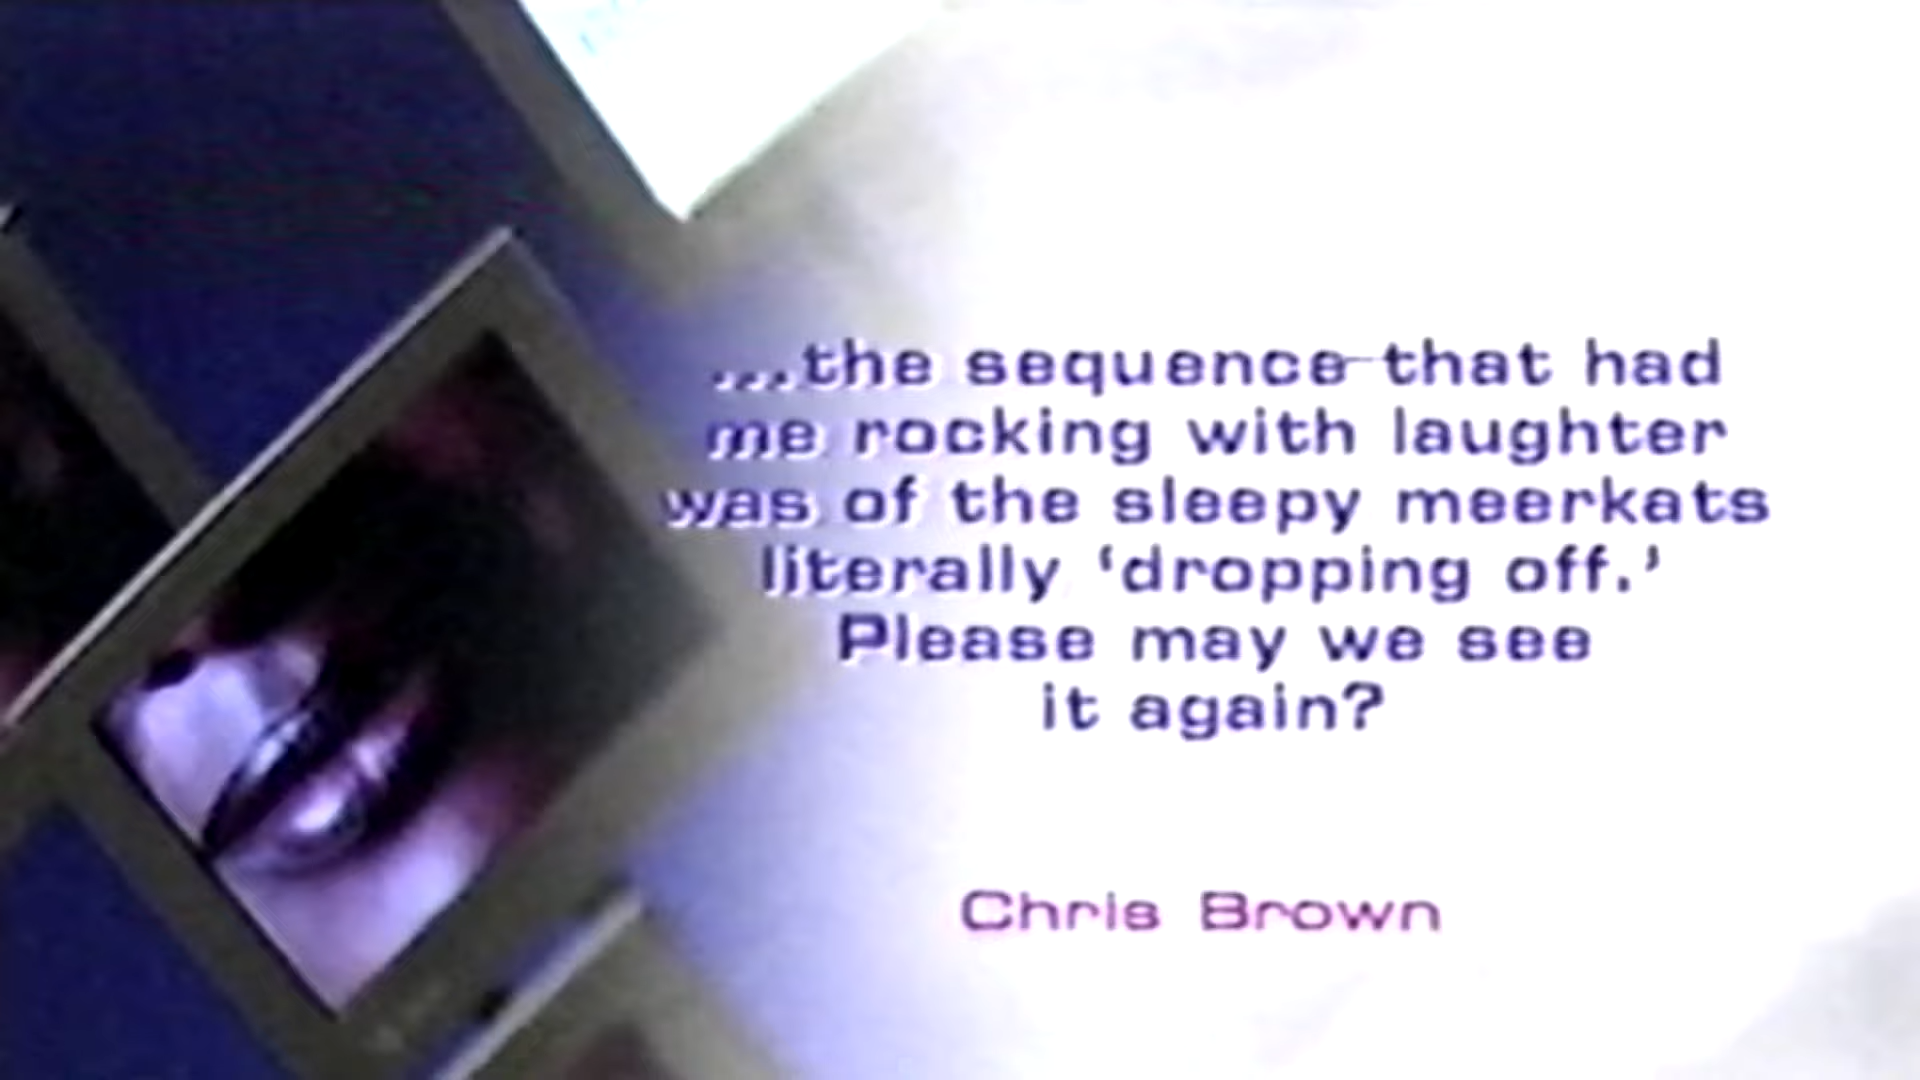 ...the sequence that had
me rocking with laughter
was of the sleepy meerkats
literally ‘dropping off.’
Please may we see
it again?
Chris Brown